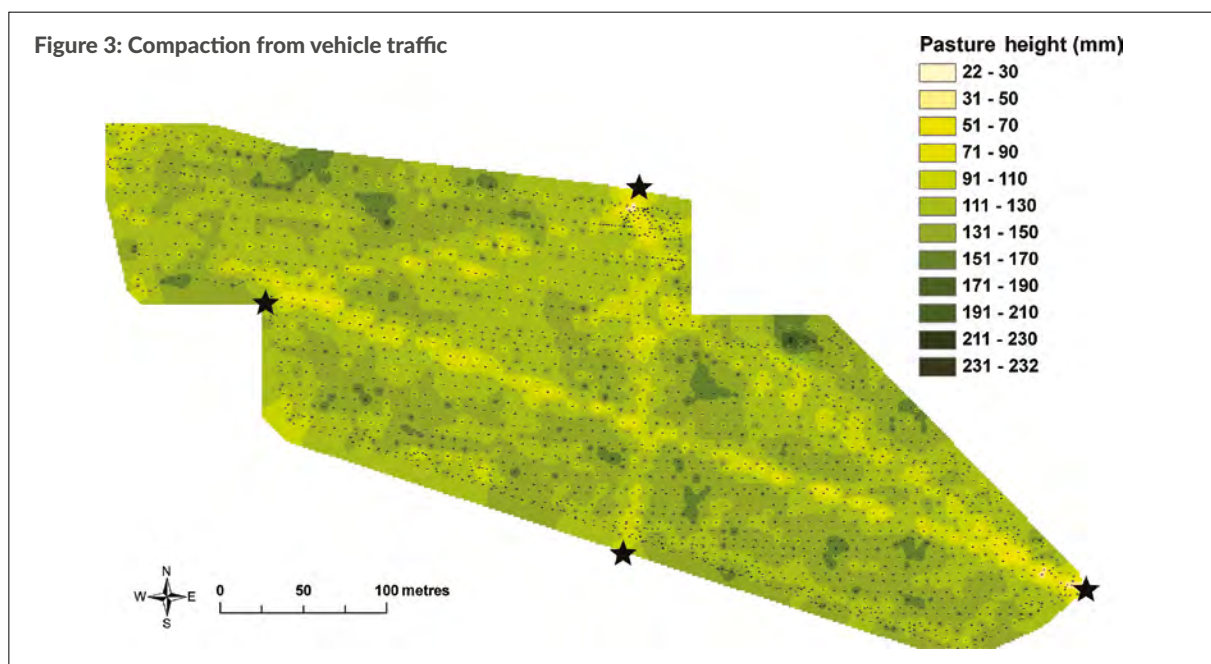 Figure 3: Compaction from vehicle traffic
Pasture height (mm)
22 - 30
31 - 50
51 - 70
71 - 90
91 - 110
111 - 130
131 - 150
151 - 170
171 - 190
191 - 210
211 - 230
231 - 232
N
W E
S
0 50 100 metres